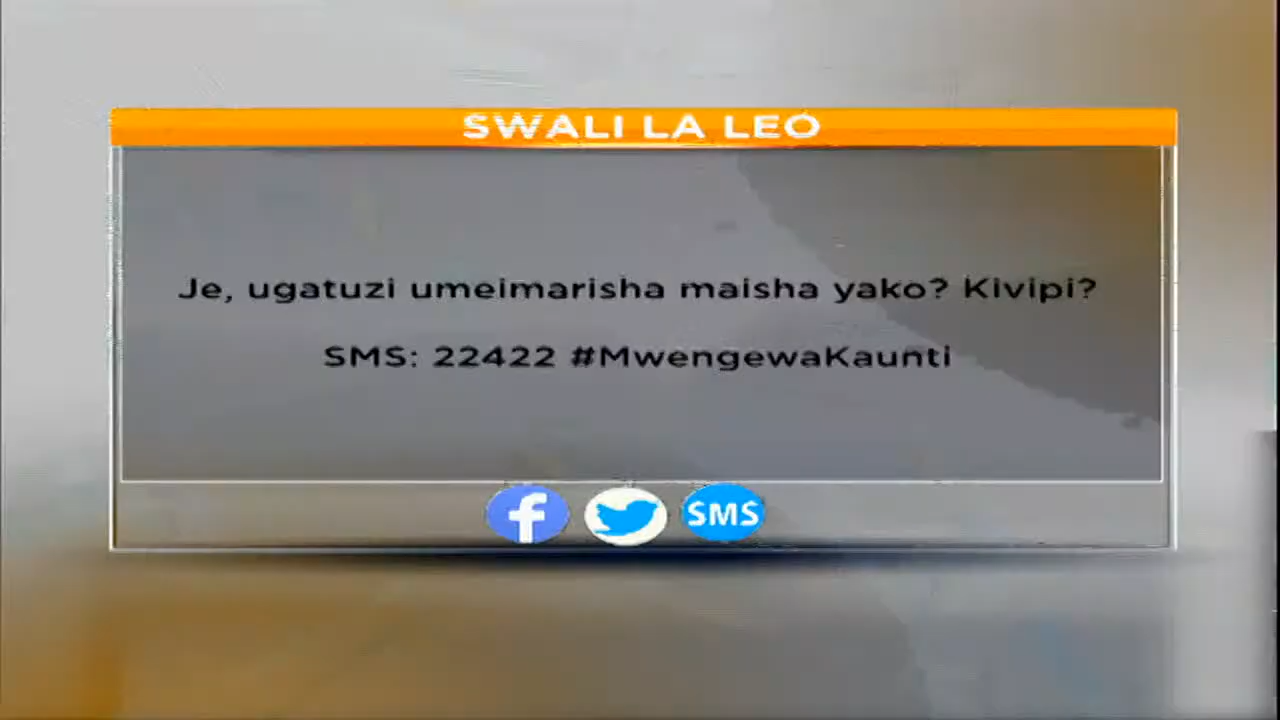 SWALI LA LEO
Je, ugatuzi umeimarisha maisha yako? Kivipi?
SMS: 22422 #MwengewaKaunti
f SMS